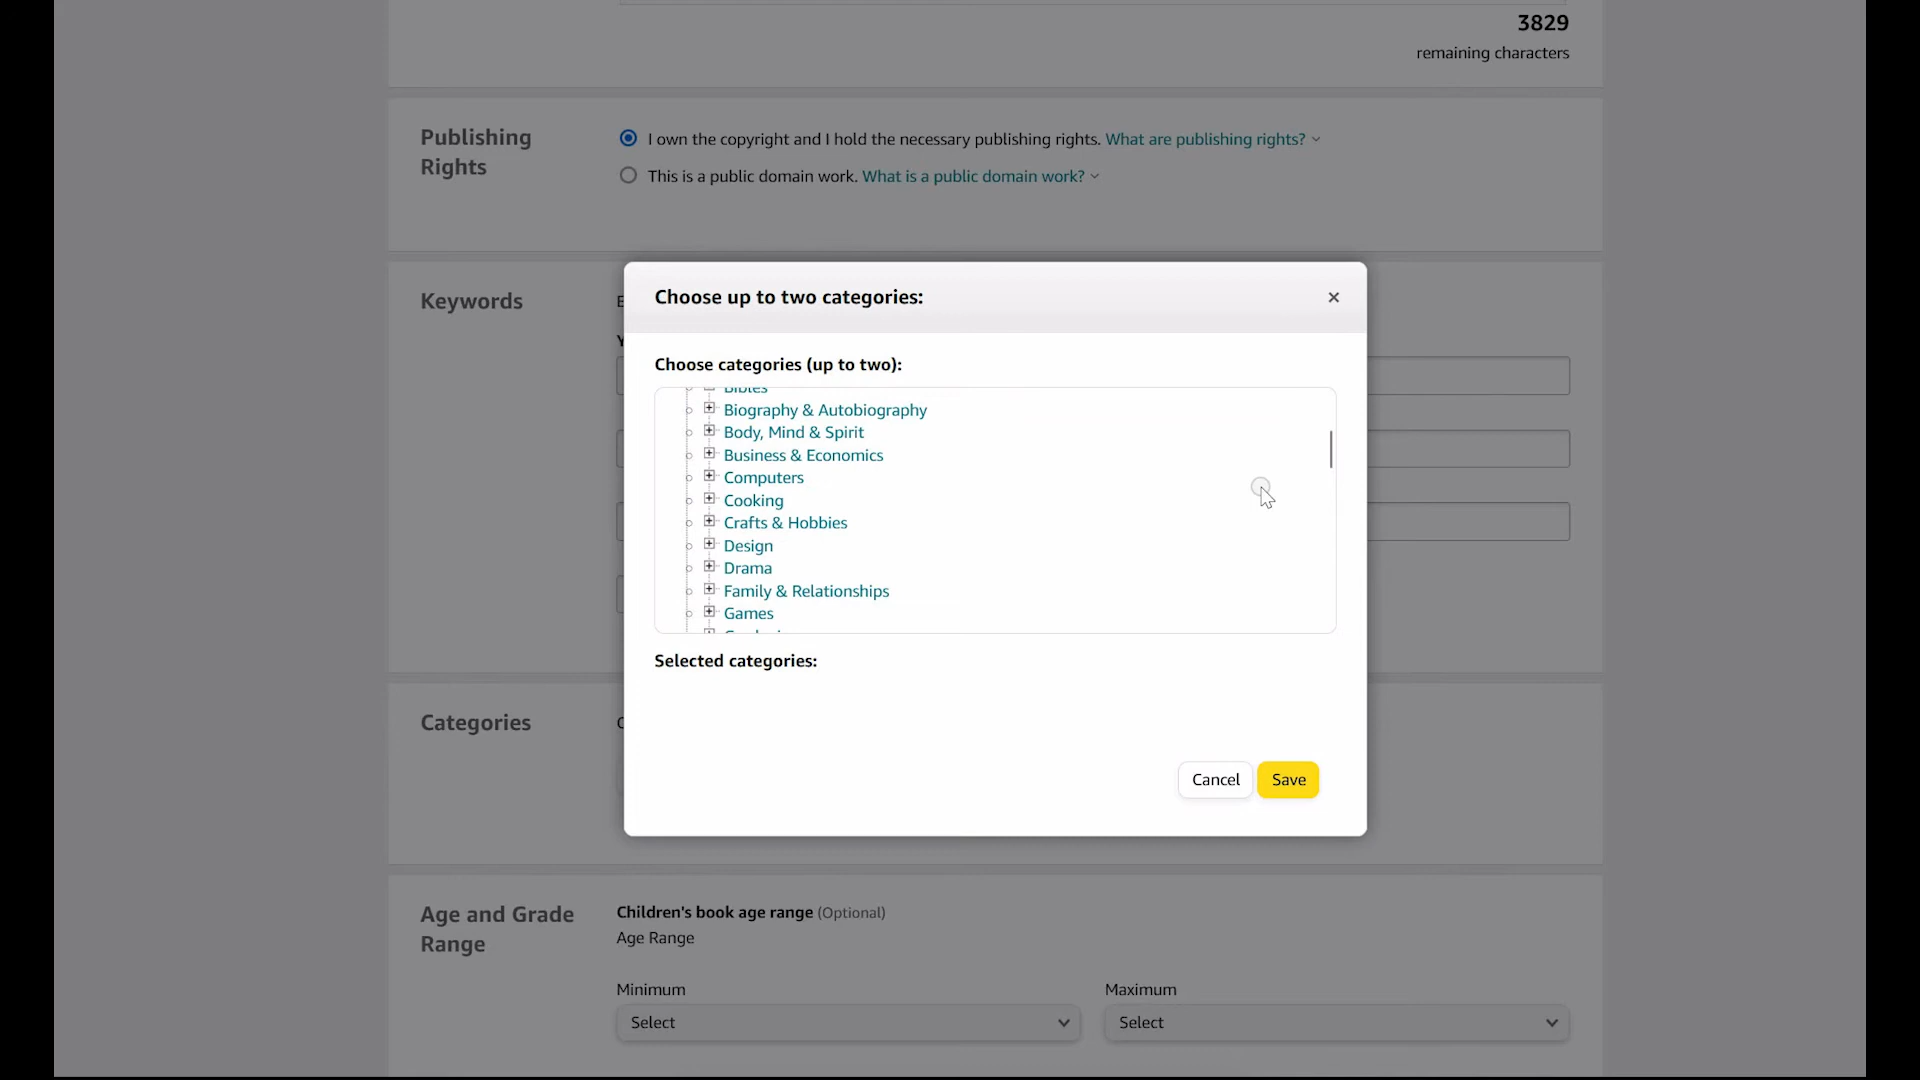 3829
remaining characters
Publishing
Rights
I own the copyright and I hold the necessary publishing rights. What are publishing rights?
This is a public domain work. What is a public domain work?
Keywords
Choose up to two categories:
Choose categories (up to two):
Bibles
Biography & Autobiography
Body, Mind & Spirit
Business & Economics
Computers
Cooking
Crafts & Hobbies
Design
Drama
Family & Relationships
Games
Selected categories:
Cancel Save
Categories
Age and Grade
Range
Children's book age range (Optional)
Age Range
Minimum Maximum
Select Select